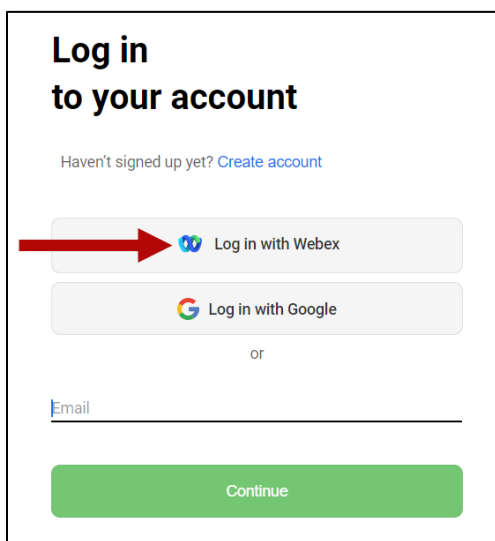 Log in
to your account
Haven’t signed up yet? Create account
Log in with Webex
Log in with Google
or
Email
Continue